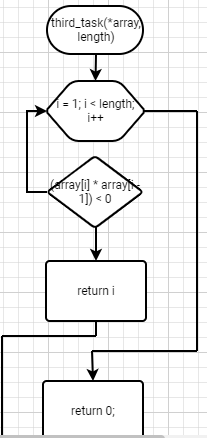 third_task(*array,
length)
i = 1; i < length;
i++
(array[i] * array[i -
1]) < 0
return i
return 0;